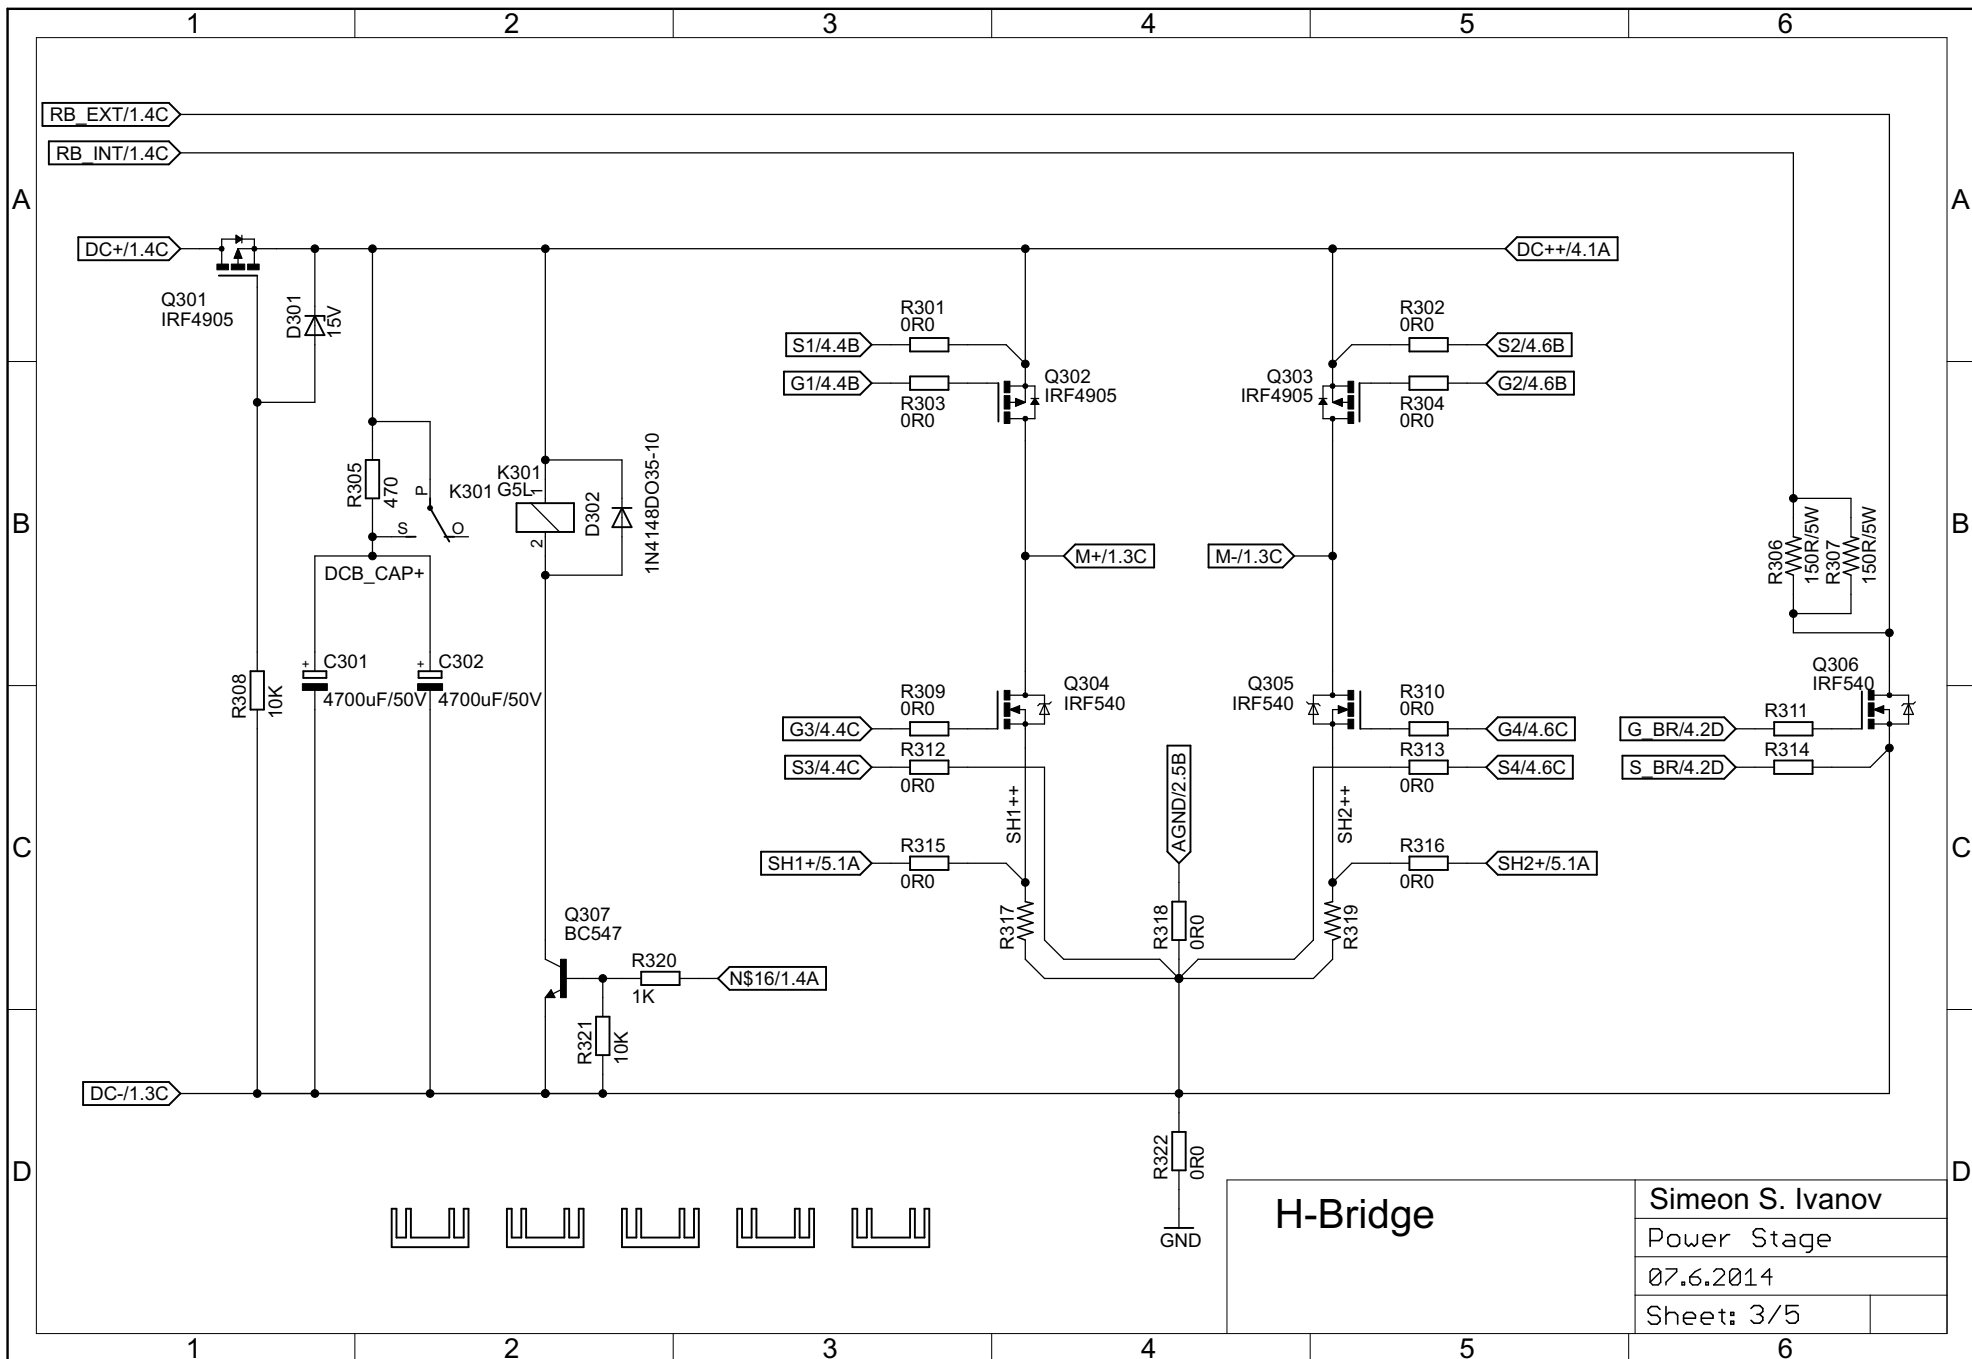 1 2 3 4 5 6
RB_EXT/1.4C
RB_INT/1.4C
A A
DC+/1.4C
DC++/4.1A
Q301
IRF4905
D301
15V
R301
0R0
R302
0R0
S1/4.4B
S2/4.6B
G1/4.4B
G2/4.6B
R303
0R0
Q302
IRF4905
Q303
IRF4905
R304
0R0
B B
R305
470
P
S
O
K301
K301
G5L
1
2
D302
1N4148DO35-10
DCB_CAP+
M+/1.3C
M-/1.3C
R306
150R/5W
R307
150R/5W
R308
10K
+
C301
4700uF/50V
+
C302
4700uF/50V
R309
0R0
Q304
IRF540
Q305
IRF540
R310
0R0
Q306
IRF540
G3/4.4C
G4/4.6C
G_BR/4.2D
R311
R312
0R0
R313
0R0
R314
S3/4.4C
S4/4.6C
S_BR/4.2D
SH1++
AGND/2.5B
SH2++
C C
R315
0R0
R316
0R0
SH1+/5.1A
SH2+/5.1A
R317
R318
0R0
R319
Q307
BC547
R320
1K
N$16/1.4A
R321
10K
DC-/1.3C
R322
0R0
GND
D D
H-Bridge
Simeon S. Ivanov
Power Stage
07.6.2014
Sheet: 3/5
1 2 3 4 5 6